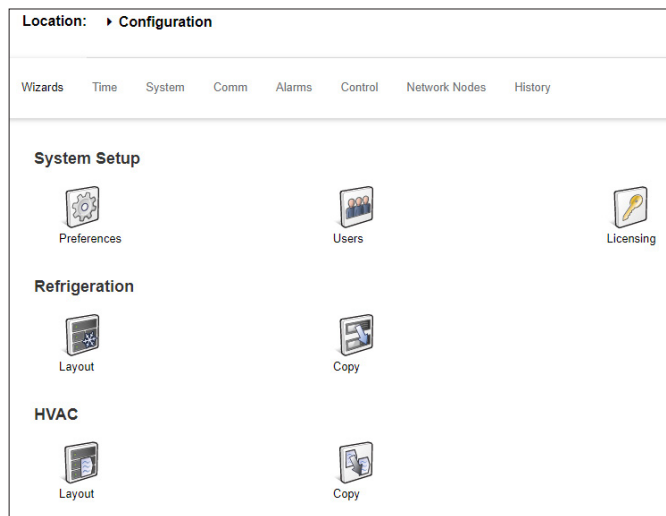 Location: Configuration
Wizards Time System Comm Alarms Control Network Nodes History
System Setup
Preferences Users Licensing
Refrigeration
Layout Copy
HVAC
Layout Copy